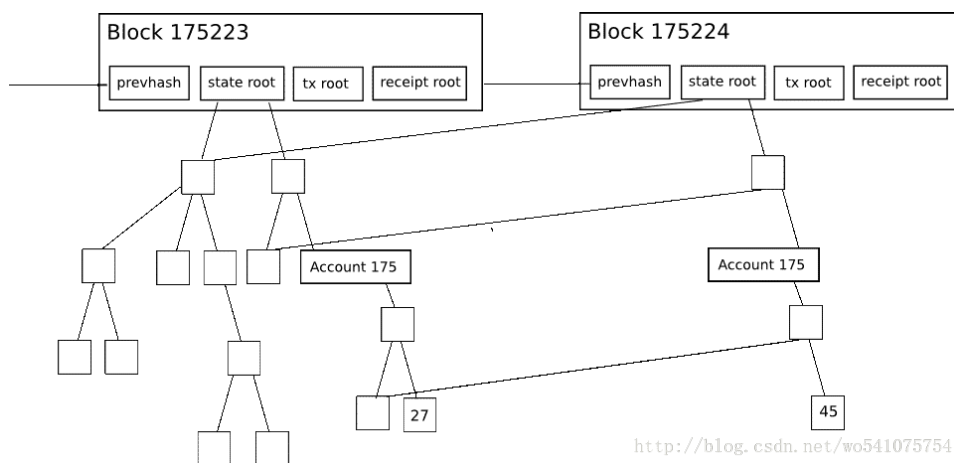 Block 175223
prevhash
state root
tx root
receipt root
Block 175224
prevhash
state root
tx root
receipt root
Account 175
Account 175
27
45
http://blog.csdn.net/wo541075754